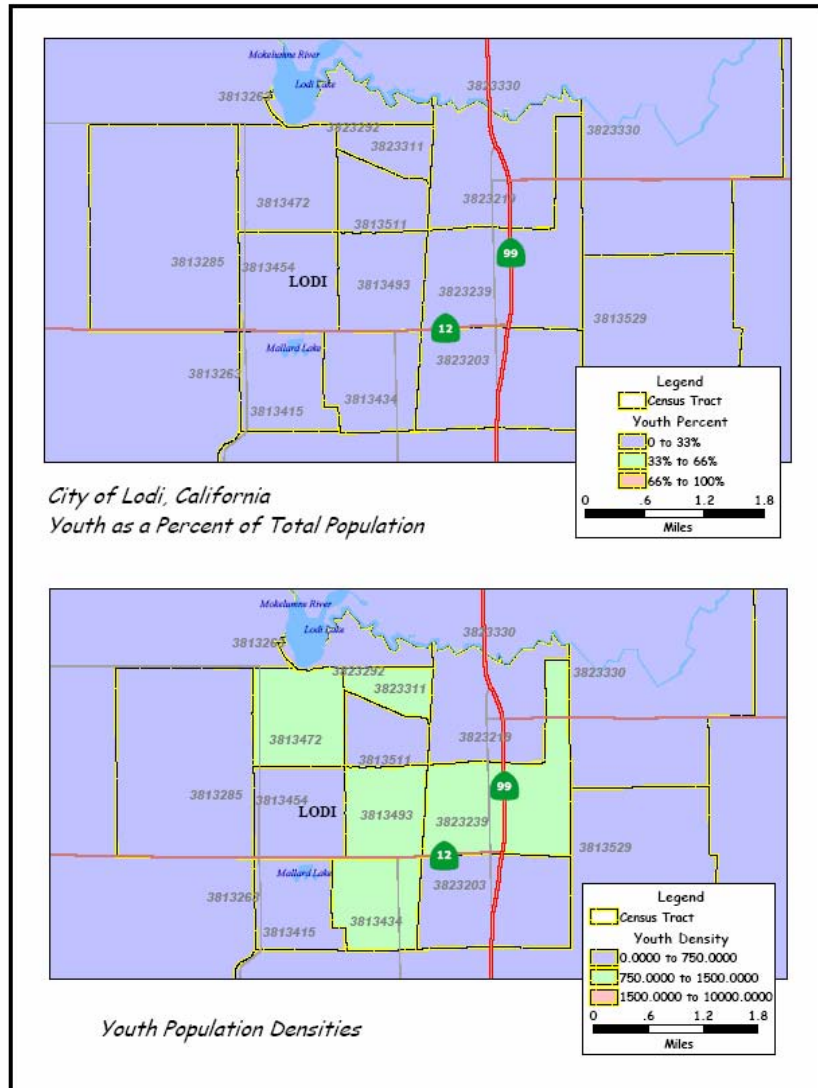 Mokelumne River
Lodi Lake
3823330
3813263
3823292
3823330
3823311
3813472
3823219
3813511
99
3813285
3813454
LODI
3813493
3823239
3813529
12
Mallard Lake
3823203
3813263
3813434
3813415
Legend
Census Tract
Youth Percent
0 to 33%
33% to 66%
66% to 100%
0 .6 1.2 1.8
Miles
City of Lodi, California
Youth as a Percent of Total Population
Mokelumne River
Lodi Lake
3823330
3823292
3823330
3823311
3813472
3823219
3813511
99
3813285
3813454
LODI
3813493
3823239
3813529
12
Mallard Lake
3823203
3813263
3813434
3813415
Legend
Census Tract
Youth Density
0.0000 to 750.0000
750.0000 to 1500.0000
1500.0000 to 10000.0000
0 .6 1.2 1.8
Miles
Youth Population Densities